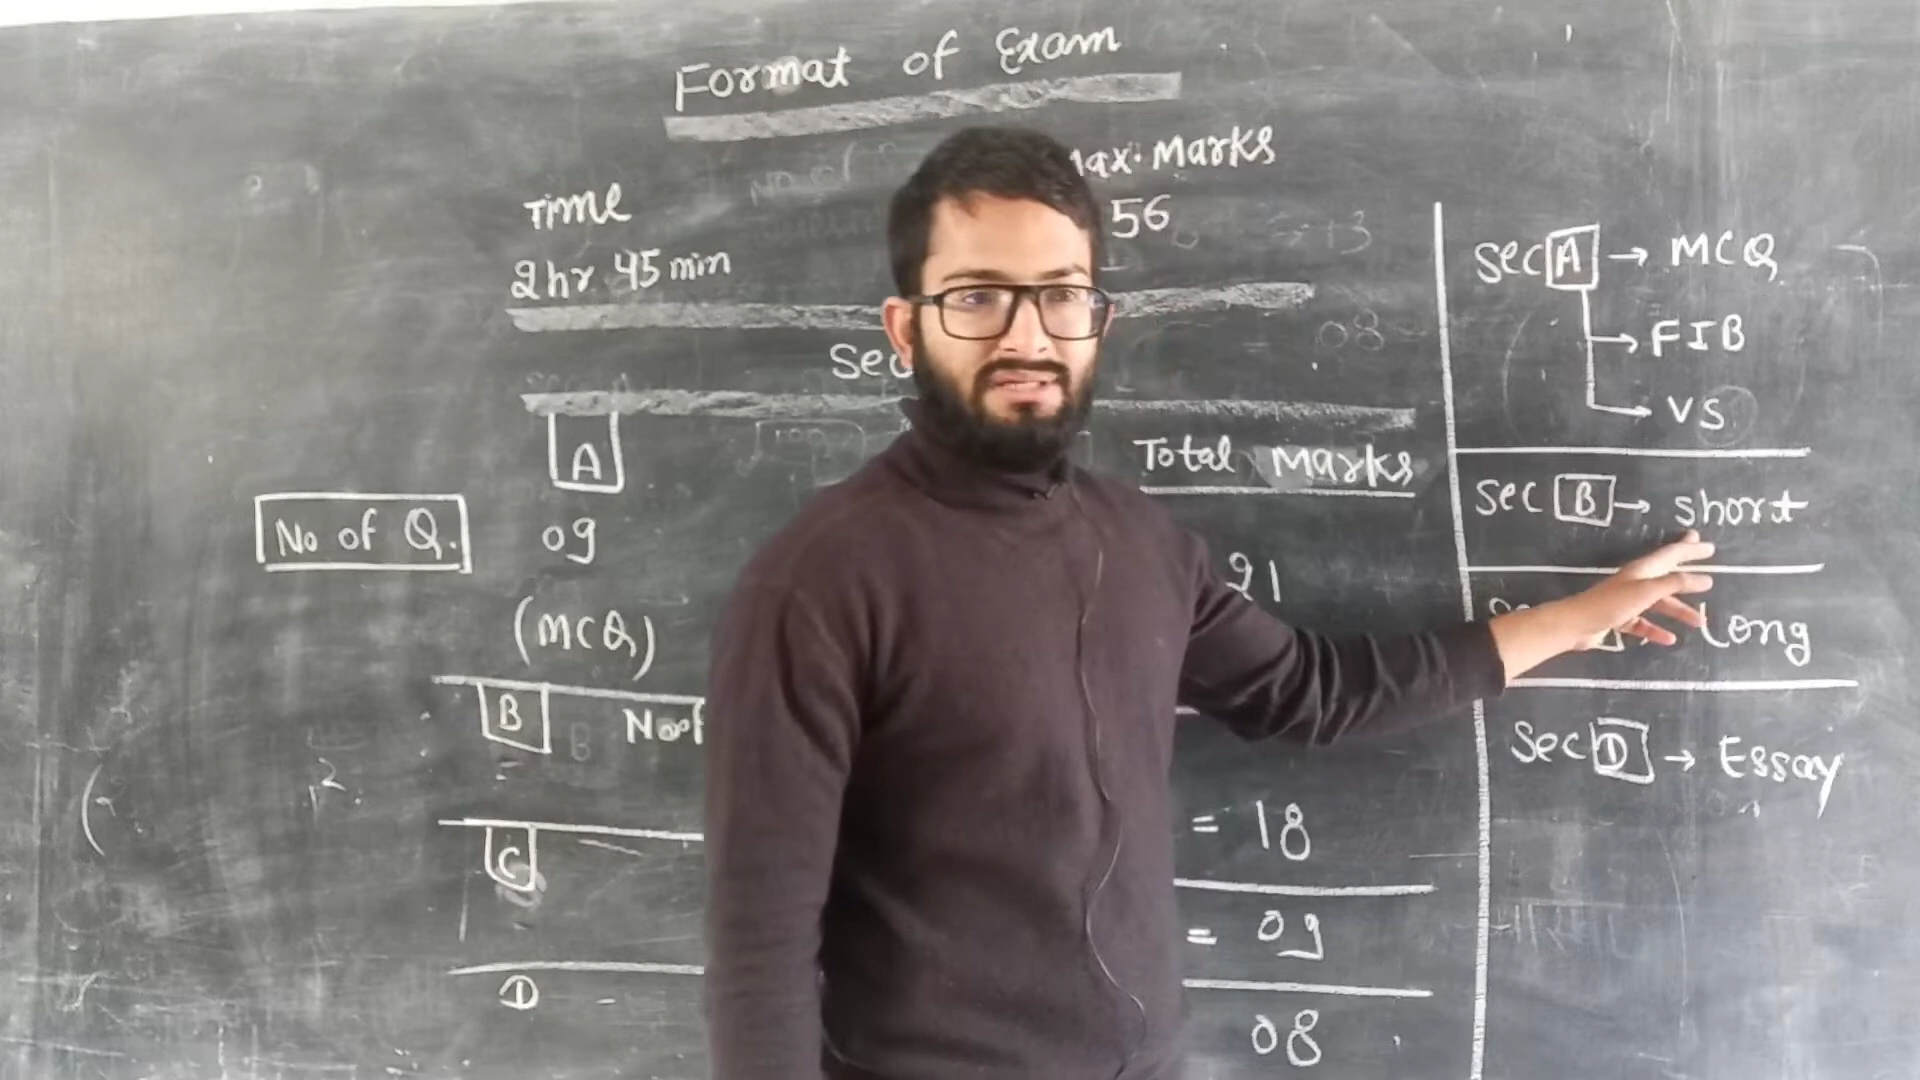 Format of Exam
Time
Max. Marks
2hr 45 min
56
Sec
A
Total Marks
No of Q.
09
21
(MCQ)
B No of
= 18
C
= 09
D -
08
Sec A → MCQ
→ FIB
→ VS
Sec B → short
Long
Sec D → Essay